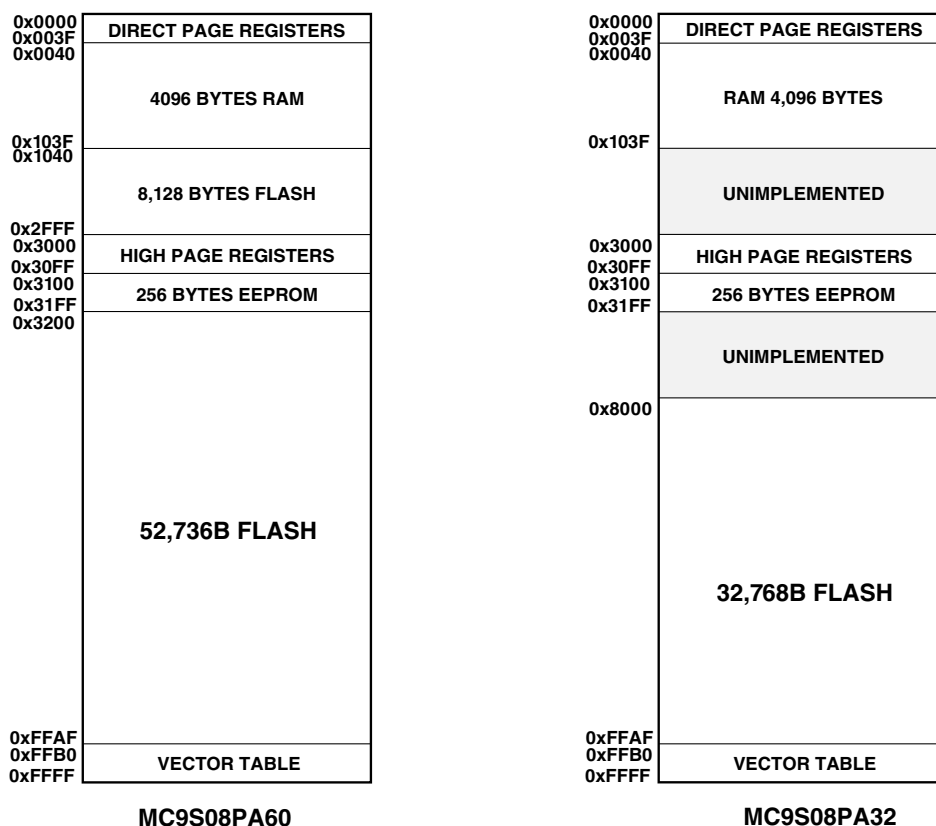 0x0000
DIRECT PAGE REGISTERS
0x003F
0x0040
4096 BYTES RAM
0x103F
0x1040
8,128 BYTES FLASH
0x2FFF
0x3000
HIGH PAGE REGISTERS
0x30FF
0x3100
256 BYTES EEPROM
0x31FF
0x3200
52,736B FLASH
0xFFAF
0xFFB0
VECTOR TABLE
0xFFFF
MC9S08PA60
0x0000
DIRECT PAGE REGISTERS
0x003F
0x0040
RAM 4,096 BYTES
0x103F
UNIMPLEMENTED
0x3000
HIGH PAGE REGISTERS
0x30FF
0x3100
256 BYTES EEPROM
0x31FF
UNIMPLEMENTED
0x8000
32,768B FLASH
0xFFAF
0xFFB0
VECTOR TABLE
0xFFFF
MC9S08PA32